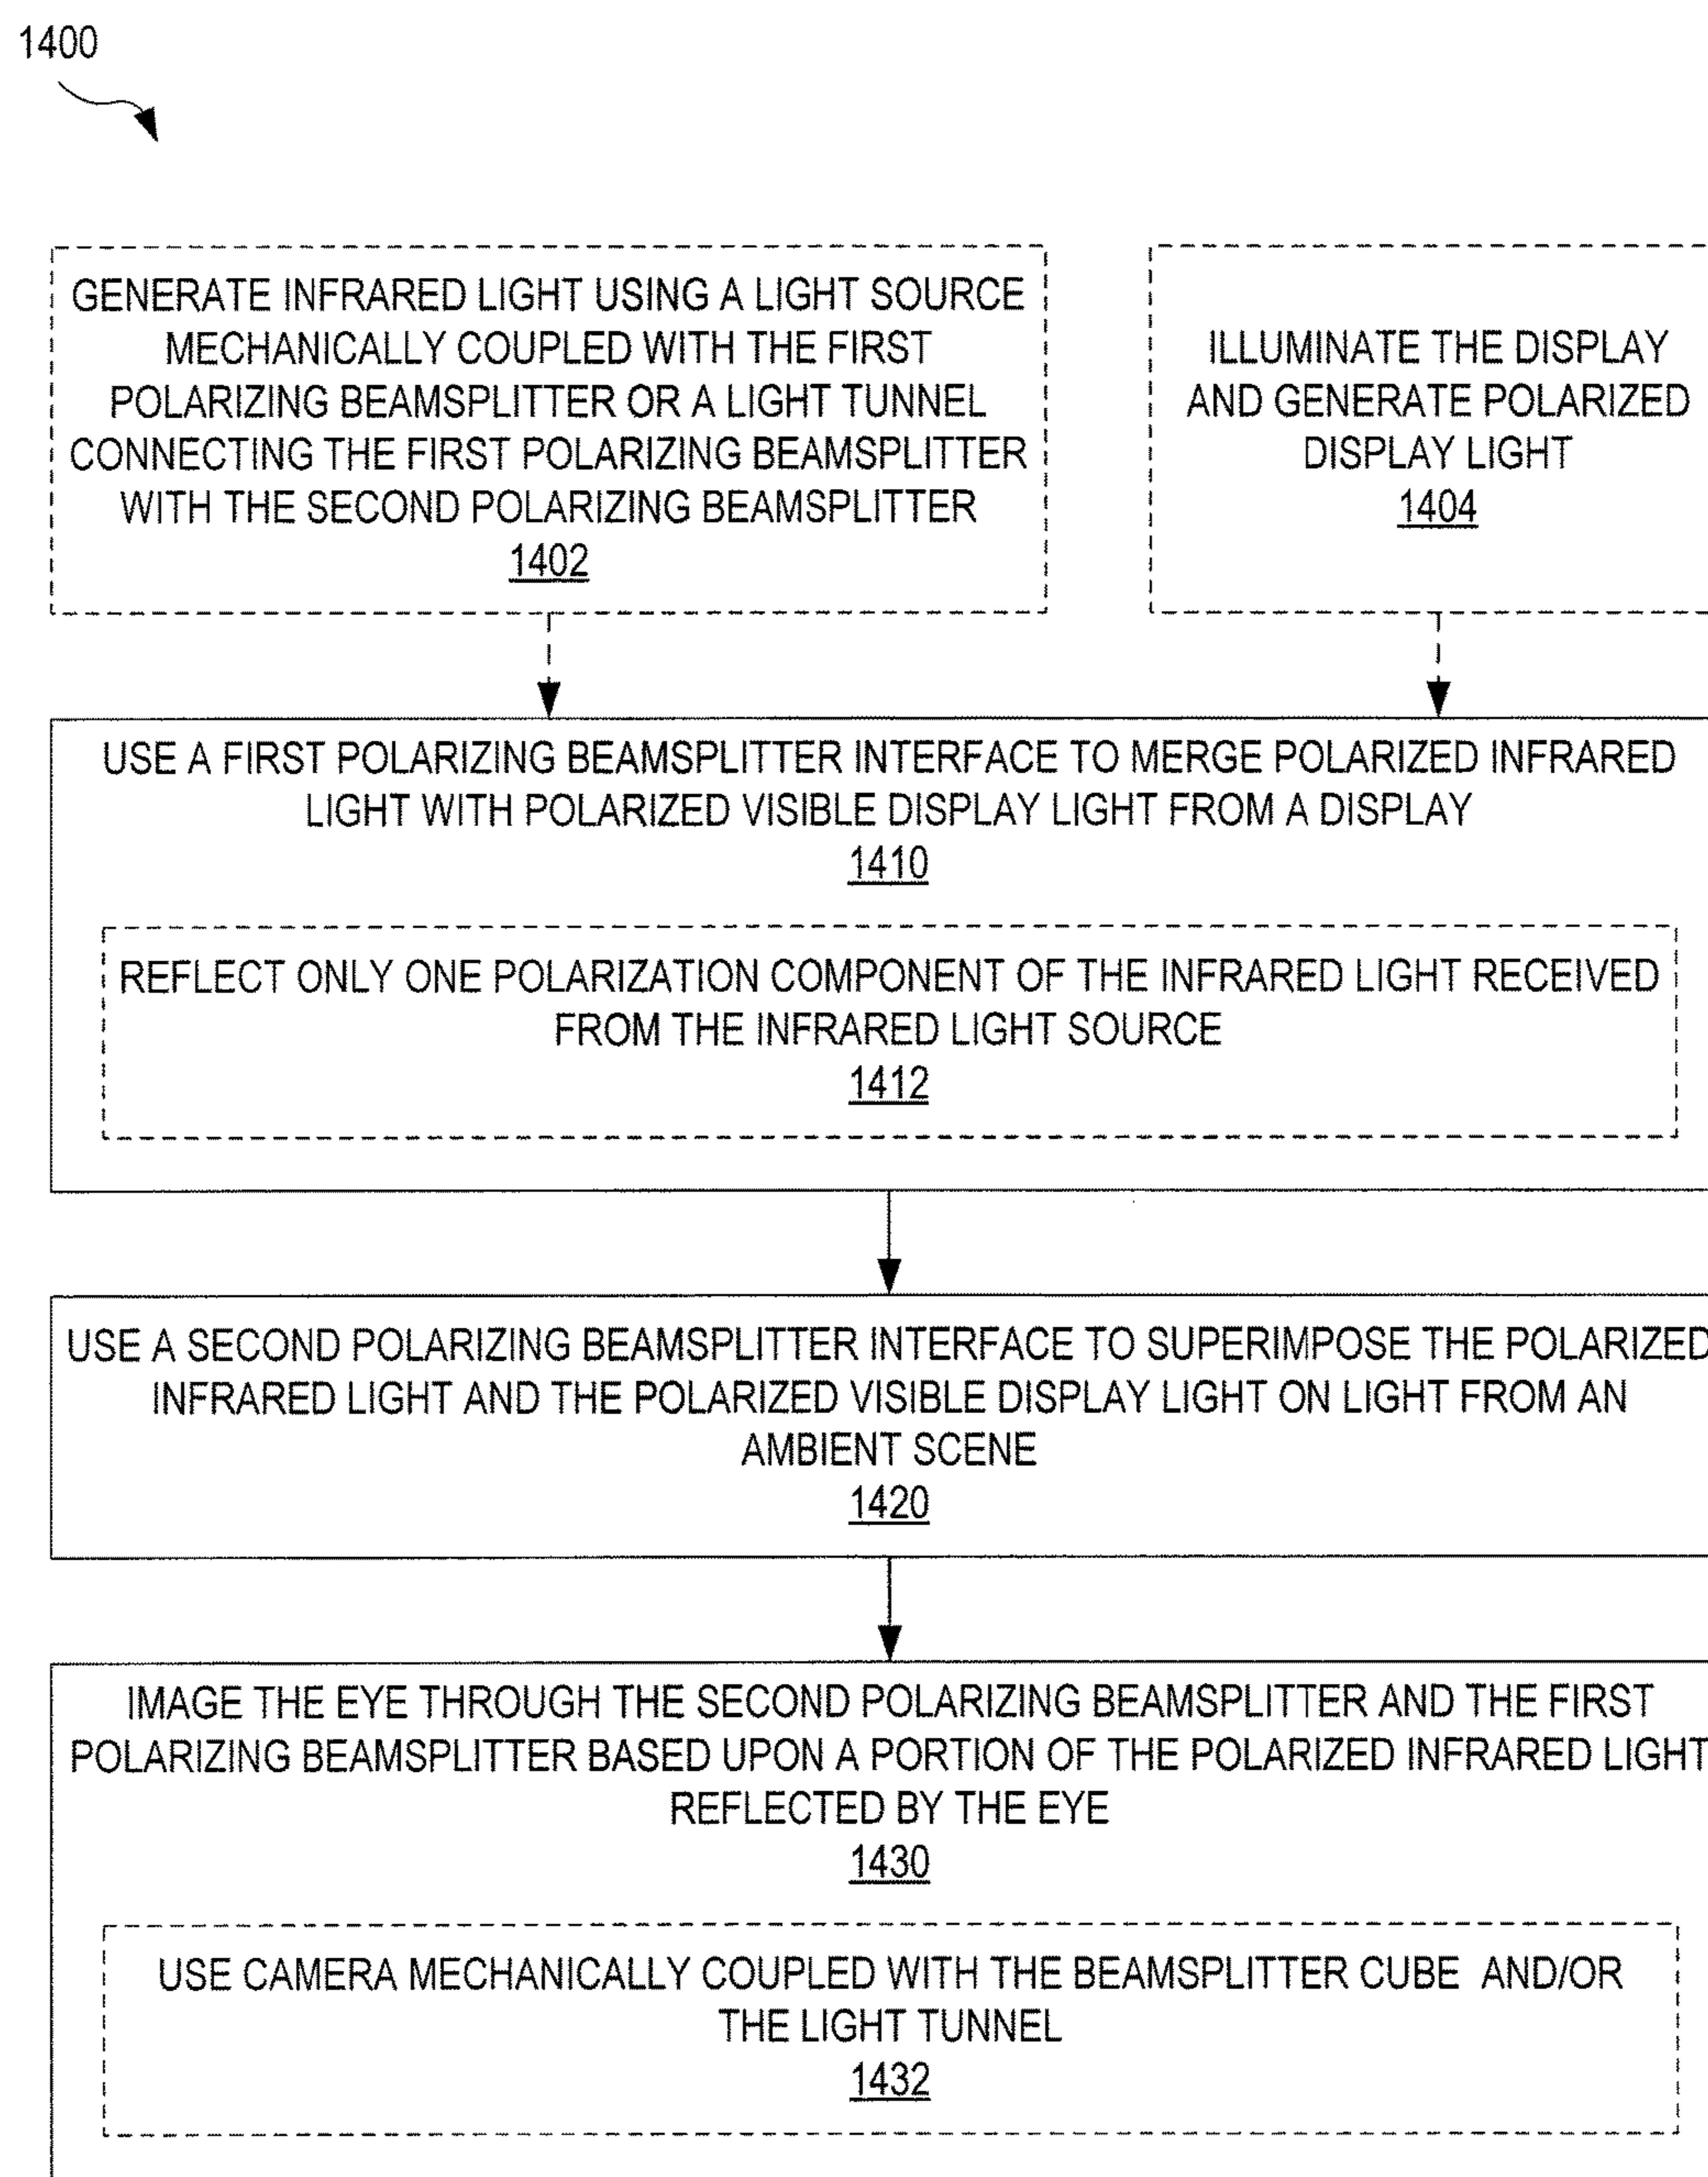 1400
GENERATE INFRARED LIGHT USING A LIGHT SOURCE
MECHANICALLY COUPLED WITH THE FIRST
POLARIZING BEAMSPLITTER OR A LIGHT TUNNEL
CONNECTING THE FIRST POLARIZING BEAMSPLITTER
WITH THE SECOND POLARIZING BEAMSPLITTER
1402
ILLUMINATE THE DISPLAY
AND GENERATE POLARIZED
DISPLAY LIGHT
1404
USE A FIRST POLARIZING BEAMSPLITTER INTERFACE TO MERGE POLARIZED INFRARED
LIGHT WITH POLARIZED VISIBLE DISPLAY LIGHT FROM A DISPLAY
1410
REFLECT ONLY ONE POLARIZATION COMPONENT OF THE INFRARED LIGHT RECEIVED
FROM THE INFRARED LIGHT SOURCE
1412
USE A SECOND POLARIZING BEAMSPLITTER INTERFACE TO SUPERIMPOSE THE POLARIZED
INFRARED LIGHT AND THE POLARIZED VISIBLE DISPLAY LIGHT ON LIGHT FROM AN
AMBIENT SCENE
1420
IMAGE THE EYE THROUGH THE SECOND POLARIZING BEAMSPLITTER AND THE FIRST
POLARIZING BEAMSPLITTER BASED UPON A PORTION OF THE POLARIZED INFRARED LIGHT
REFLECTED BY THE EYE
1430
USE CAMERA MECHANICALLY COUPLED WITH THE BEAMSPLITTER CUBE AND/OR
THE LIGHT TUNNEL
1432